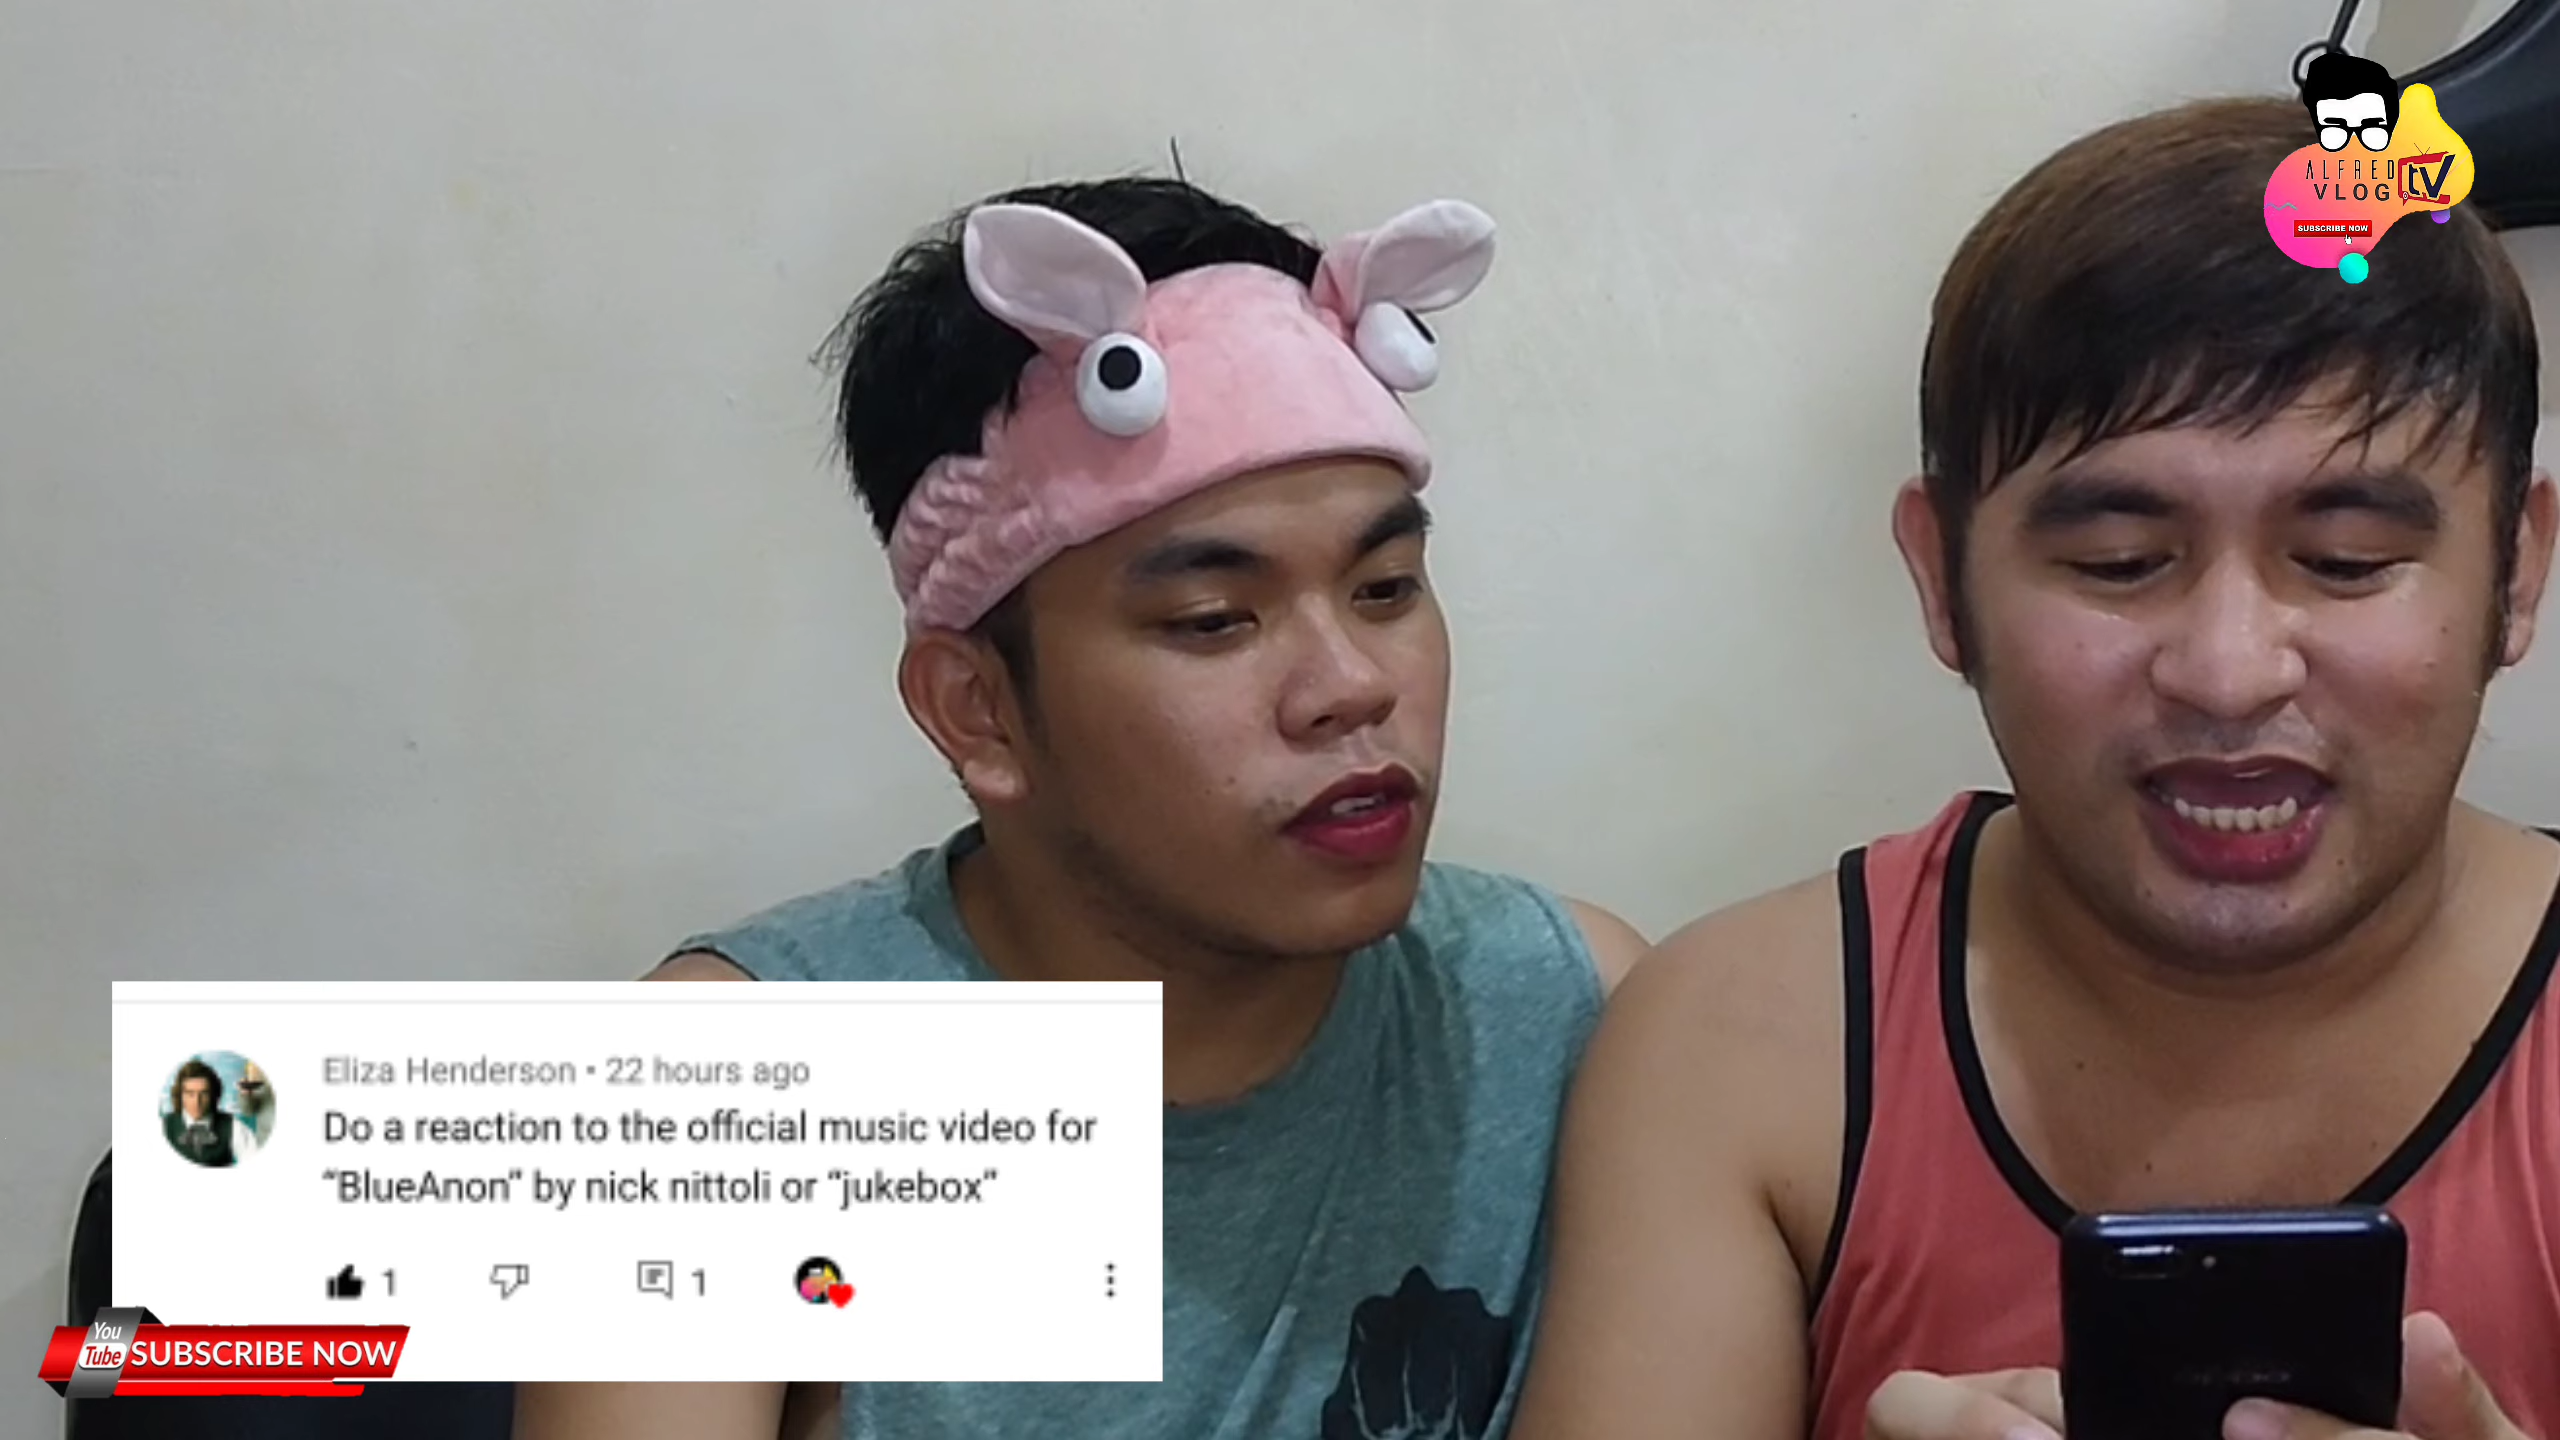 ALFRED
VLOG tV
SUBSCRIBE NOW
Eliza Henderson • 22 hours ago
Do a reaction to the official music video for
“BlueAnon” by nick nittoli or “jukebox”
1
1
You
Tube SUBSCRIBE NOW